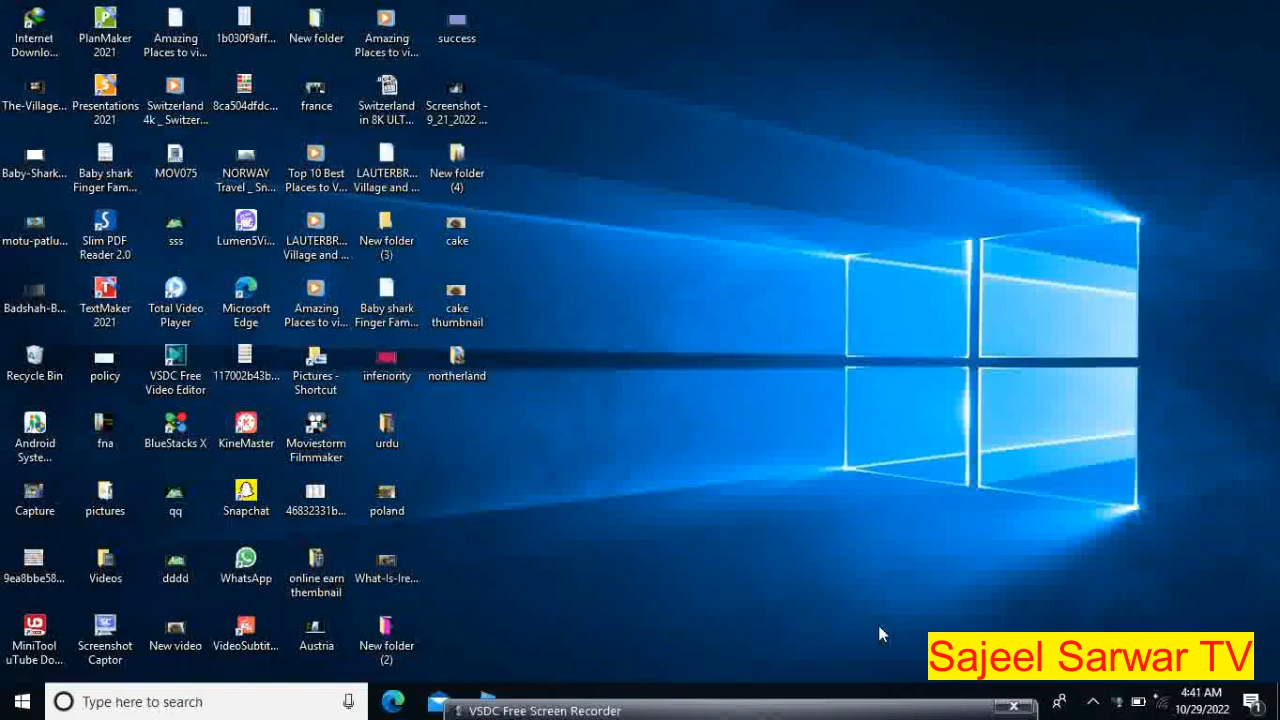 Internet
Downlo...
PlanMaker
2021
Amazing
Places to vi...
1b030f9aff...
New folder
Amazing
Places to vi...
success
The-Village...
Presentations
2021
Switzerland
4k _ Switzer...
8ca504dfdc...
france
Switzerland
in 8K ULT...
Screenshot -
9_21_2022 ...
Baby-Shark...
Baby shark
Finger Fam...
MOV075
NORWAY
Travel _ Sn...
Top 10 Best
Places to V...
LAUTERBR...
Village and ...
New folder
(4)
motu-patlu...
Slim PDF
Reader 2.0
sss
Lumen5Vi...
LAUTERBR...
Village and ...
New folder
(3)
cake
Badshah-B...
TextMaker
2021
Total Video
Player
Microsoft
Edge
Amazing
Places to vi...
Baby shark
Finger Fam...
cake
thumbnail
Recycle Bin
policy
VSDC Free
Video Editor
117002b43b...
Pictures -
Shortcut
inferiority
northerland
Android
Syste...
fna
BlueStacks X
KineMaster
Moviestorm
Filmmaker
urdu
Capture
pictures
qq
Snapchat
46832331b...
poland
9ea8bbe58...
Videos
dddd
WhatsApp
online earn
thembnail
What-Is-Ire...
MiniTool
uTube Do...
Screenshot
Captor
New video
VideoSubtit...
Austria
New folder
(2)
Sajeel Sarwar TV
Type here to search
VSDC Free Screen Recorder
4:41 AM
10/29/2022